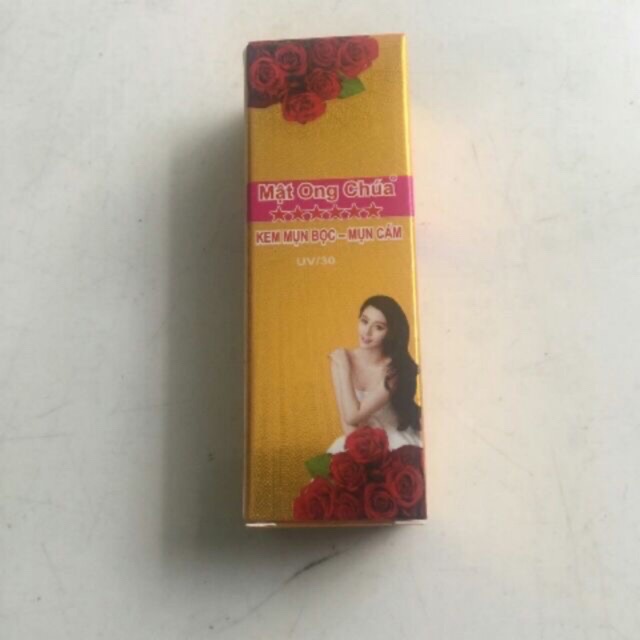 Mật Ong Chúa®
KEM MỤN BỌC – MỤN CÁM
UV/30